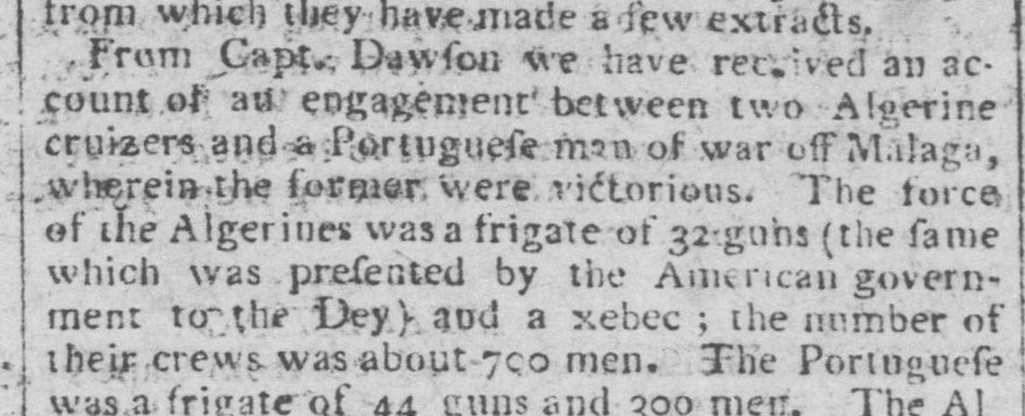 from which they have made a few extracts.
From Capt. Dawſon we have received an ac-
count of an engagement between two Algerine
cruizers and a Portugueſe man of war off Malaga,
wherein the former were victorious. The force
of the Algerines was a frigate of 32 guns (the ſame
which was preſented by the American govern-
ment to the Dey) and a xebec ; the number of
their crews was about 700 men. The Portugueſe
was a frigate of 44 guns and 300 men. The Al